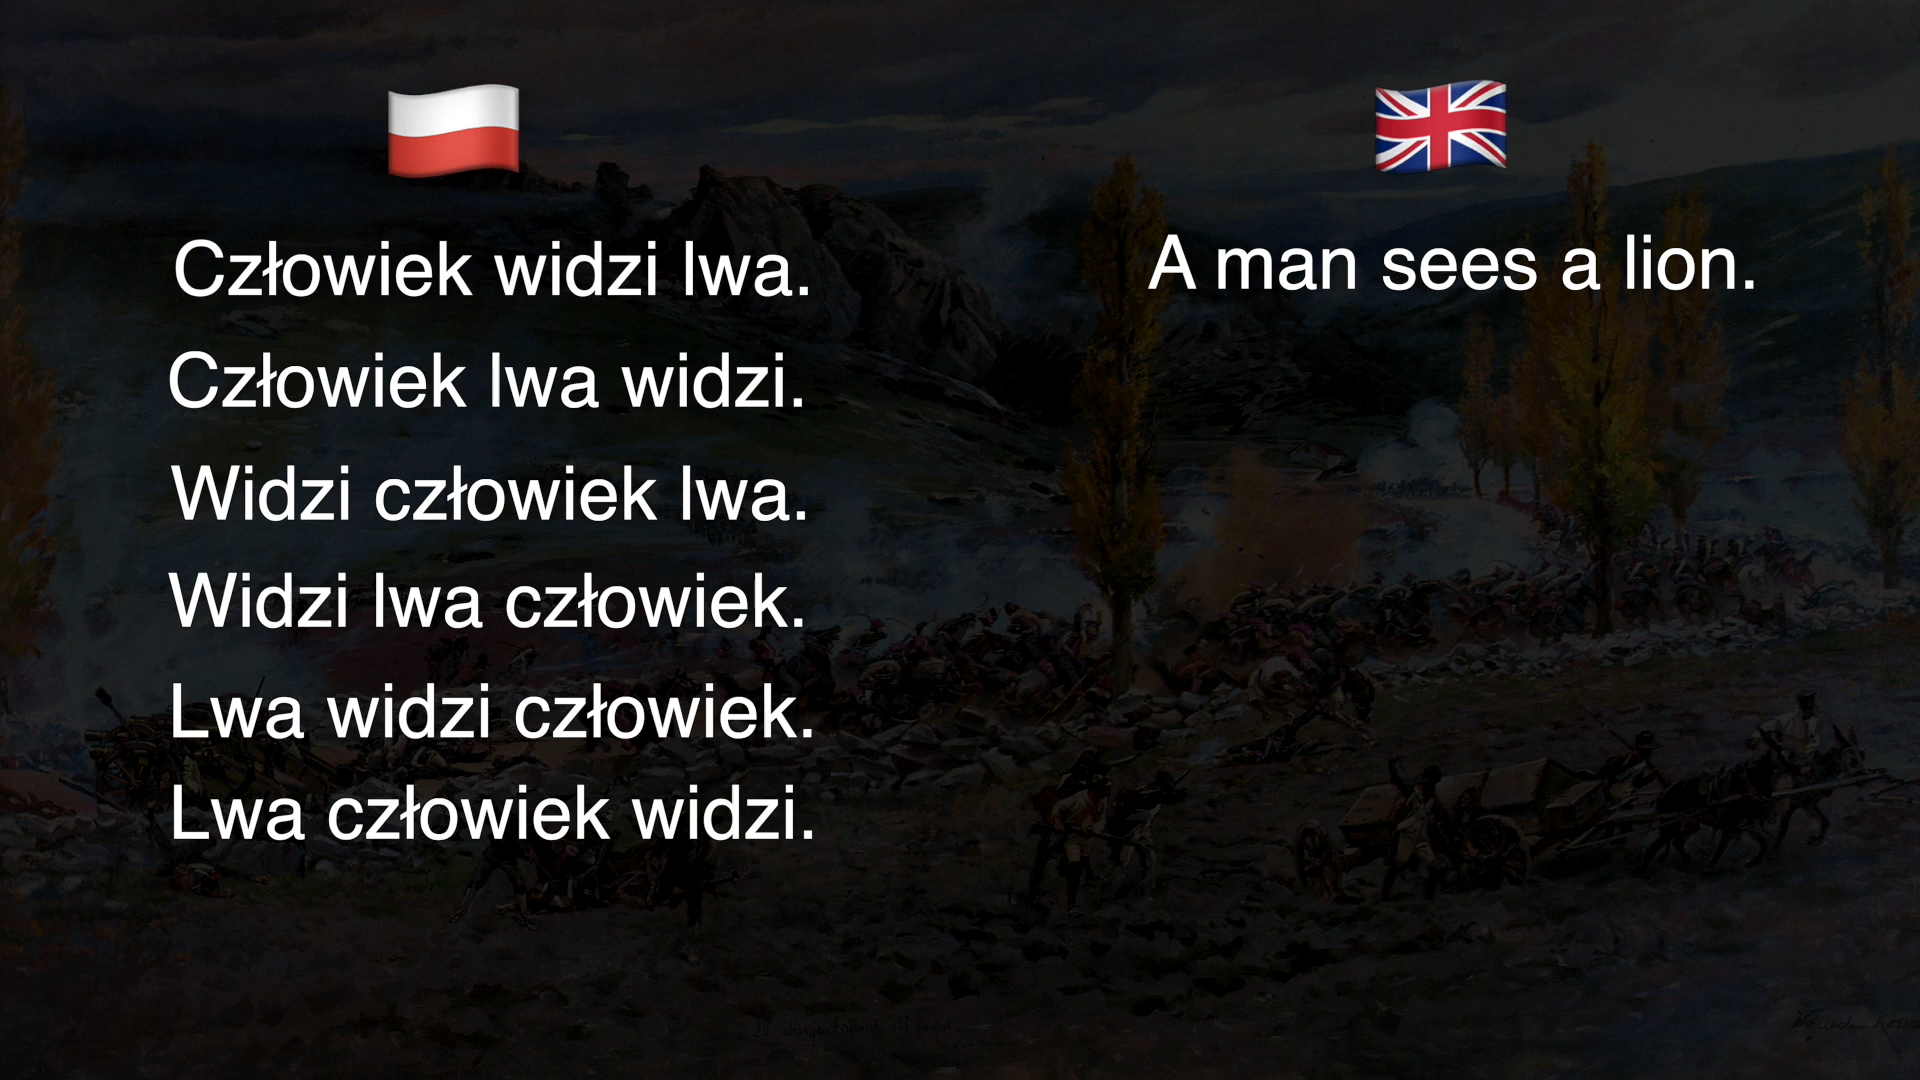 Człowiek widzi lwa.
Człowiek lwa widzi.
Widzi człowiek lwa.
Widzi lwa człowiek.
Lwa widzi człowiek.
Lwa człowiek widzi.
A man sees a lion.